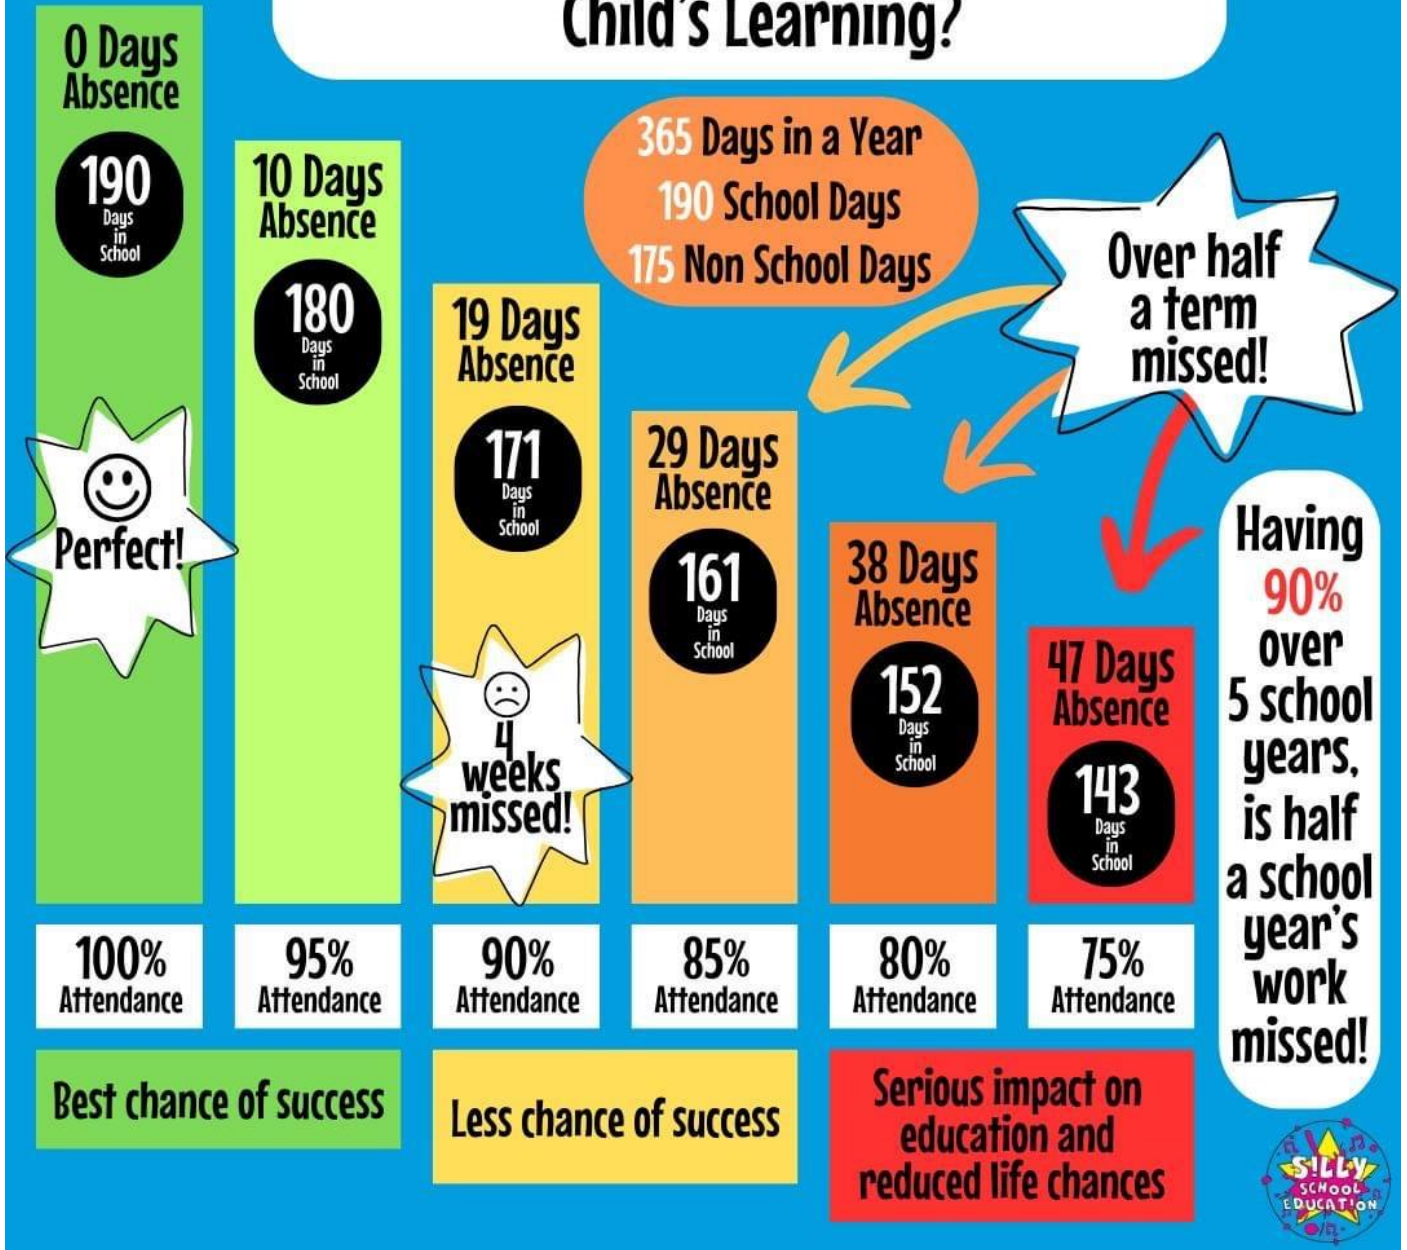 Child's Learning?
0 Days
Absence
190
Days
in
School
Perfect!
10 Days
Absence
180
Days
in
School
19 Days
Absence
171
Days
in
School
4
weeks
missed!
365 Days in a Year
190 School Days
175 Non School Days
Over half
a term
missed!
29 Days
Absence
161
Days
in
School
38 Days
Absence
152
Days
in
School
47 Days
Absence
143
Days
in
School
Having
90%
over
5 school
years,
is half
a school
year's
work
missed!
100%
Attendance
95%
Attendance
90%
Attendance
85%
Attendance
80%
Attendance
75%
Attendance
Best chance of success
Less chance of success
Serious impact on
education and
reduced life chances
S!LLY
SCHOOL
EDUCAT!ON